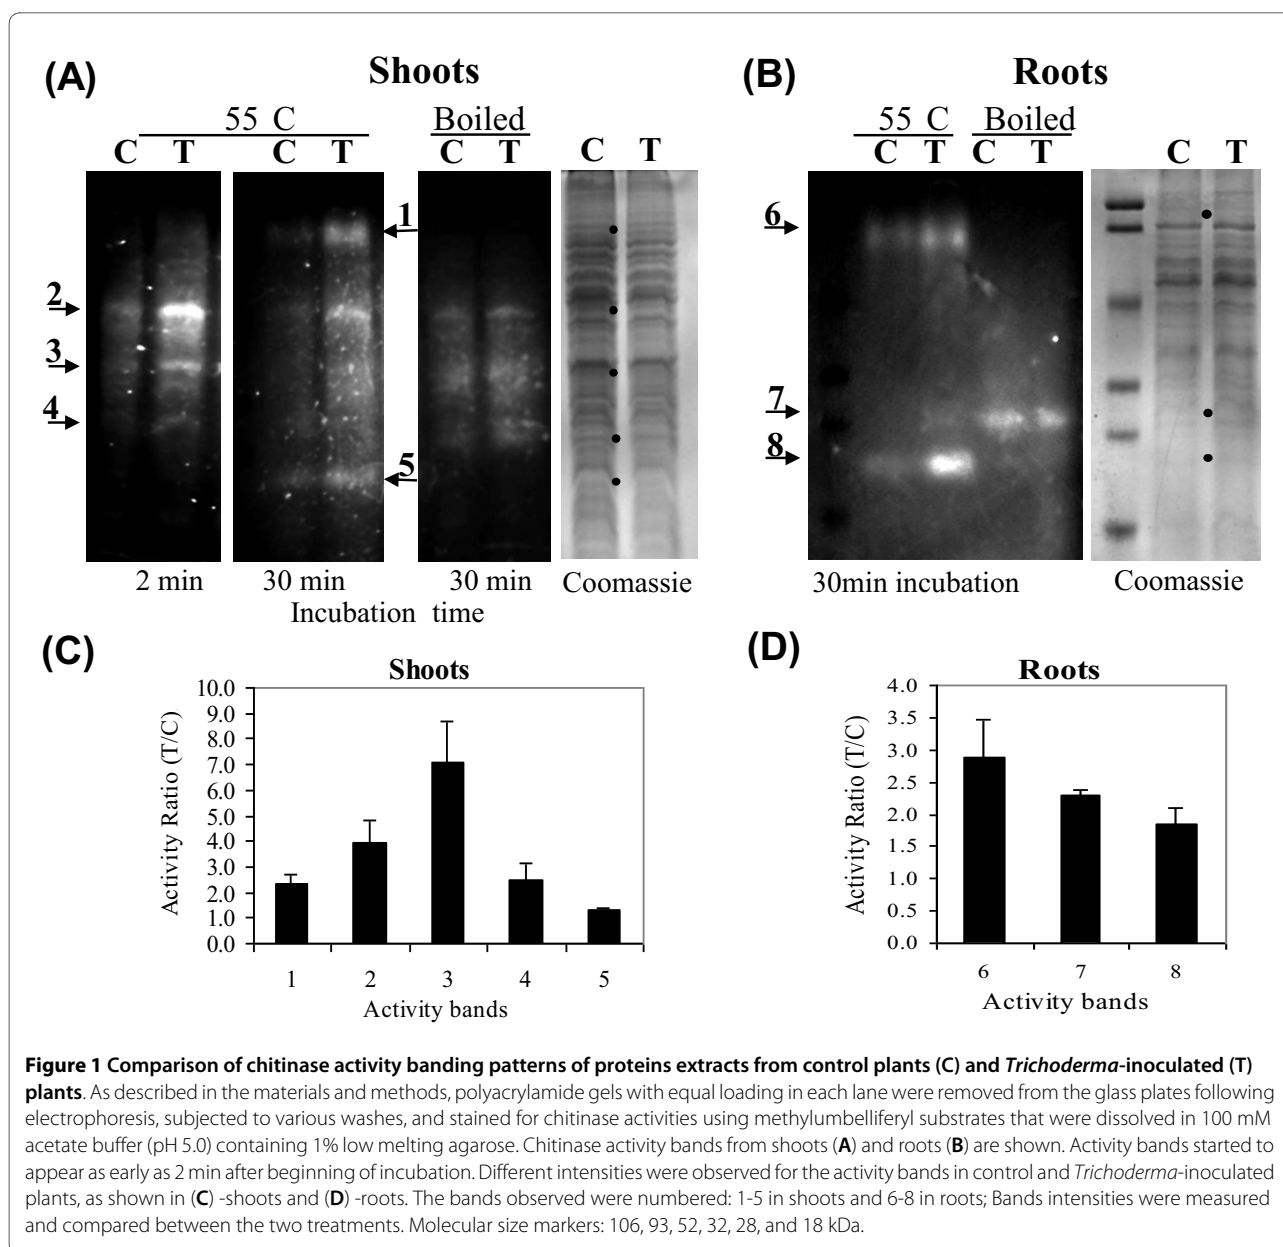 (A)
Shoots
55 C
Boiled
C T C T C T C T
1
2
3
4
5
2 min 30 min 30 min Coomassie
Incubation time
(B)
Roots
55 C Boiled
C T C T C T
6
7
8
30min incubation Coomassie
(C)
Shoots
10.0
9.0
8.0
7.0
6.0
5.0
4.0
3.0
2.0
1.0
0.0
Activity Ratio (T/C)
1 2 3 4 5
Activity bands
(D)
Roots
4.0
3.5
3.0
2.5
2.0
1.5
1.0
0.5
0.0
Activity Ratio (T/C)
6 7 8
Activity bands
Figure 1 Comparison of chitinase activity banding patterns of proteins extracts from control plants (C) and Trichoderma-inoculated (T)
plants. As described in the materials and methods, polyacrylamide gels with equal loading in each lane were removed from the glass plates following
electrophoresis, subjected to various washes, and stained for chitinase activities using methylumbelliferyl substrates that were dissolved in 100 mM
acetate buffer (pH 5.0) containing 1% low melting agarose. Chitinase activity bands from shoots (A) and roots (B) are shown. Activity bands started to
appear as early as 2 min after beginning of incubation. Different intensities were observed for the activity bands in control and Trichoderma-inoculated
plants, as shown in (C) -shoots and (D) -roots. The bands observed were numbered: 1-5 in shoots and 6-8 in roots; Bands intensities were measured
and compared between the two treatments. Molecular size markers: 106, 93, 52, 32, 28, and 18 kDa.